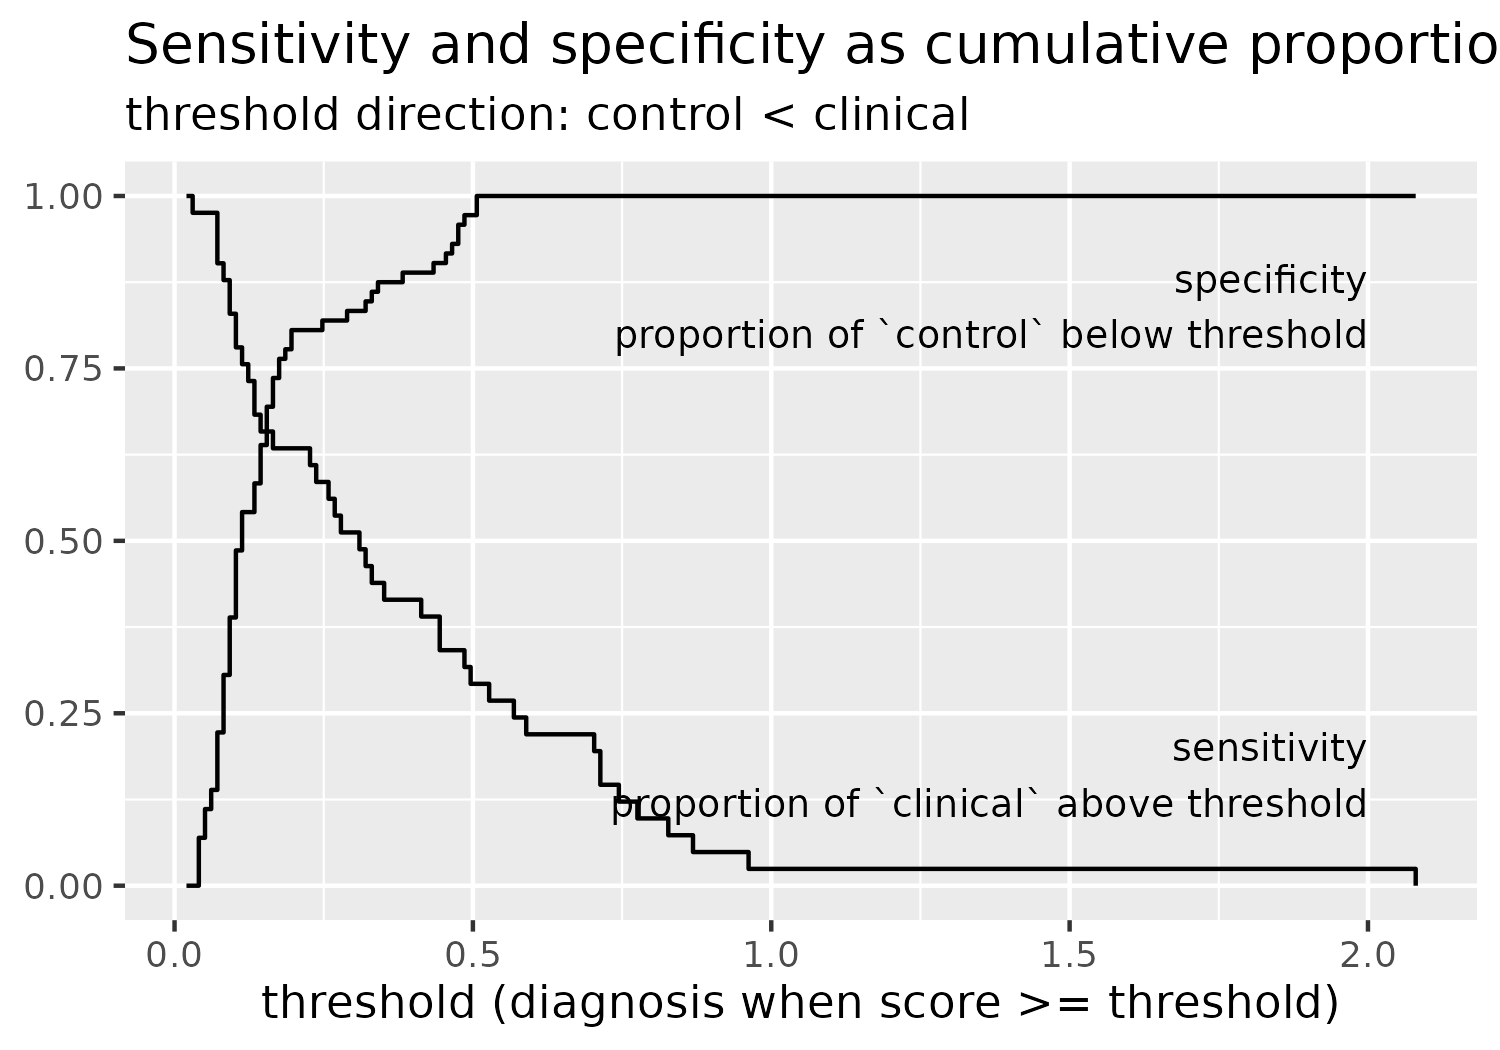 Sensitivity and specificity as cumulative proportio
threshold direction: control < clinical
1.00
specificity
proportion of `control` below threshold
0.75
0.50
0.25
sensitivity
proportion of `clinical` above threshold
0.00
0.0 0.5 1.0 1.5 2.0
threshold (diagnosis when score >= threshold)